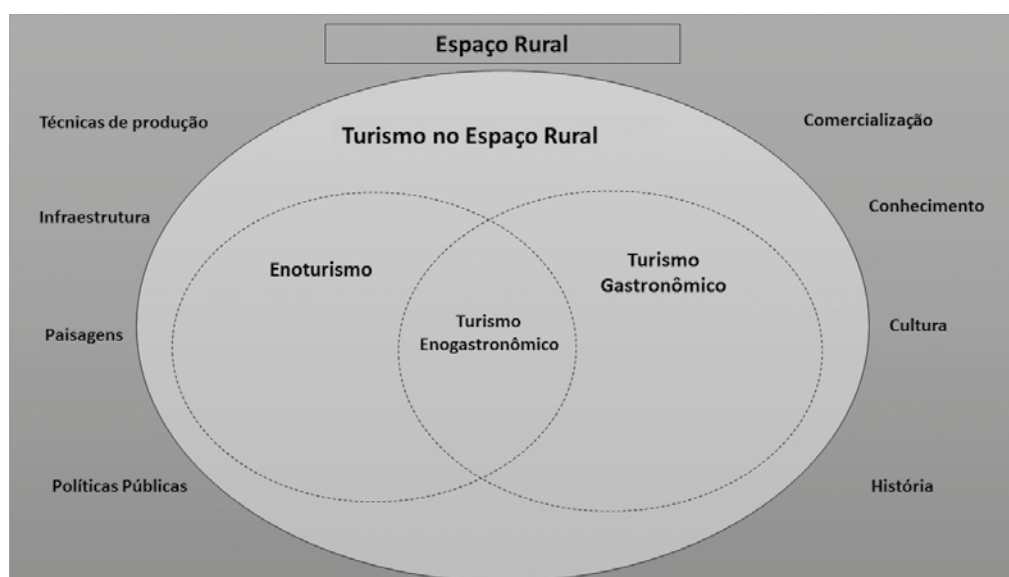 Espaço Rural
Técnicas de produção
Comercialização
Turismo no Espaço Rural
Infraestrutura
Conhecimento
Enoturismo
Turismo
Gastronômico
Turismo
Enogastronômico
Paisagens
Cultura
Políticas Públicas
História